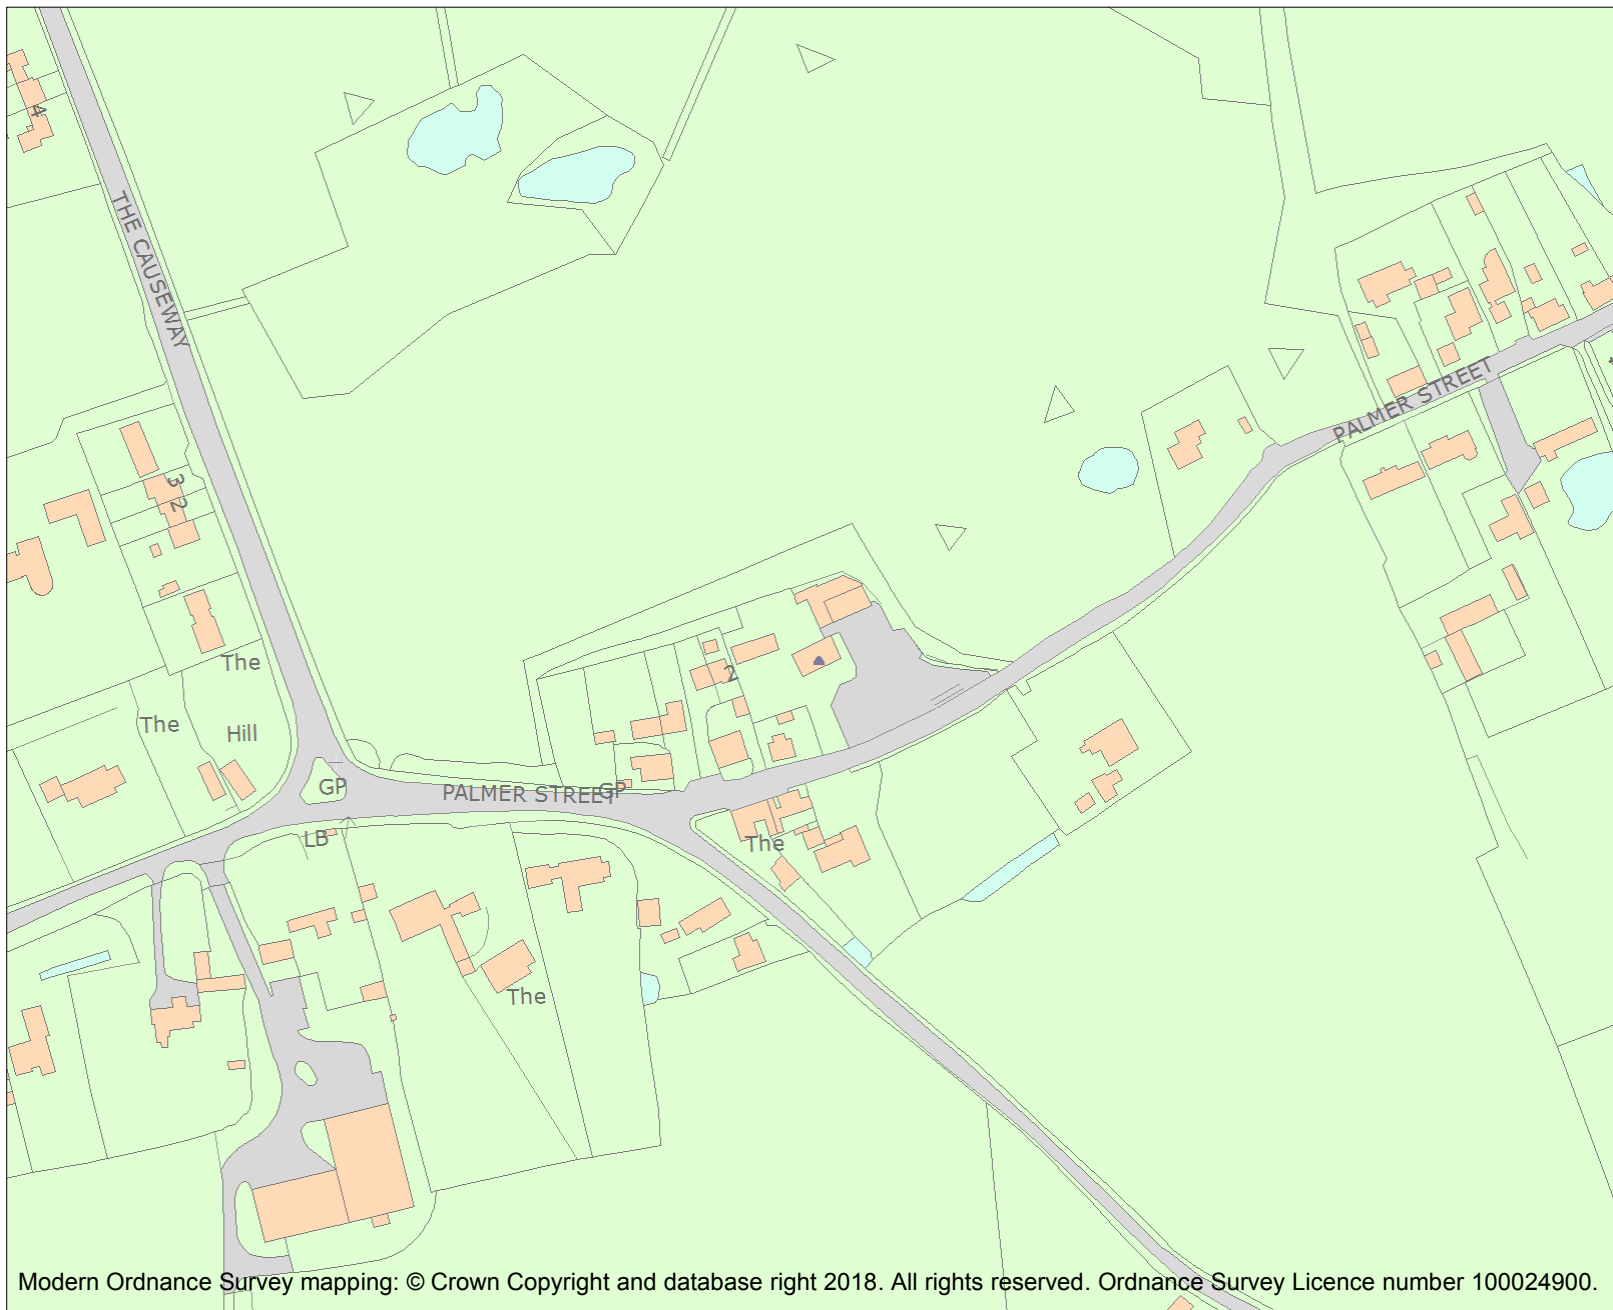 4
THE CAUSEWAY
PALMER STREET
3
2
The
2
The
Hill
GP
PALMER STREET
GP
LB
The
The
Modern Ordnance Survey mapping: © Crown Copyright and database right 2018. All rights reserved. Ordnance Survey Licence number 100024900.